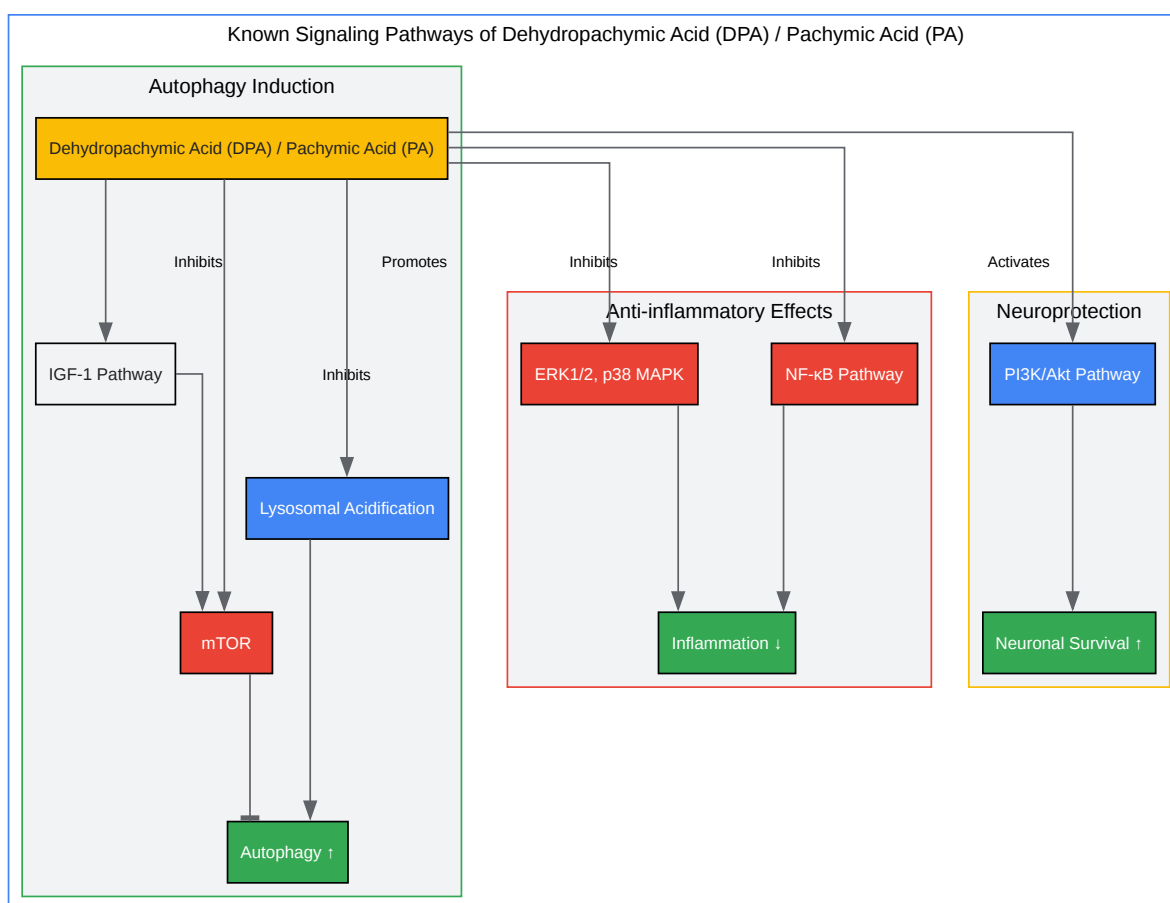 Known Signaling Pathways of Dehydropachymic Acid (DPA) / Pachymic Acid (PA)
Autophagy Induction
Dehydropachymic Acid (DPA) / Pachymic Acid (PA)
Inhibits
Promotes
Inhibits
Inhibits
Activates
Anti-inflammatory Effects
Neuroprotection
IGF-1 Pathway
Inhibits
ERK1/2, p38 MAPK
NF-κB Pathway
PI3K/Akt Pathway
Lysosomal Acidification
mTOR
Inflammation ↓
Neuronal Survival ↑
Autophagy ↑